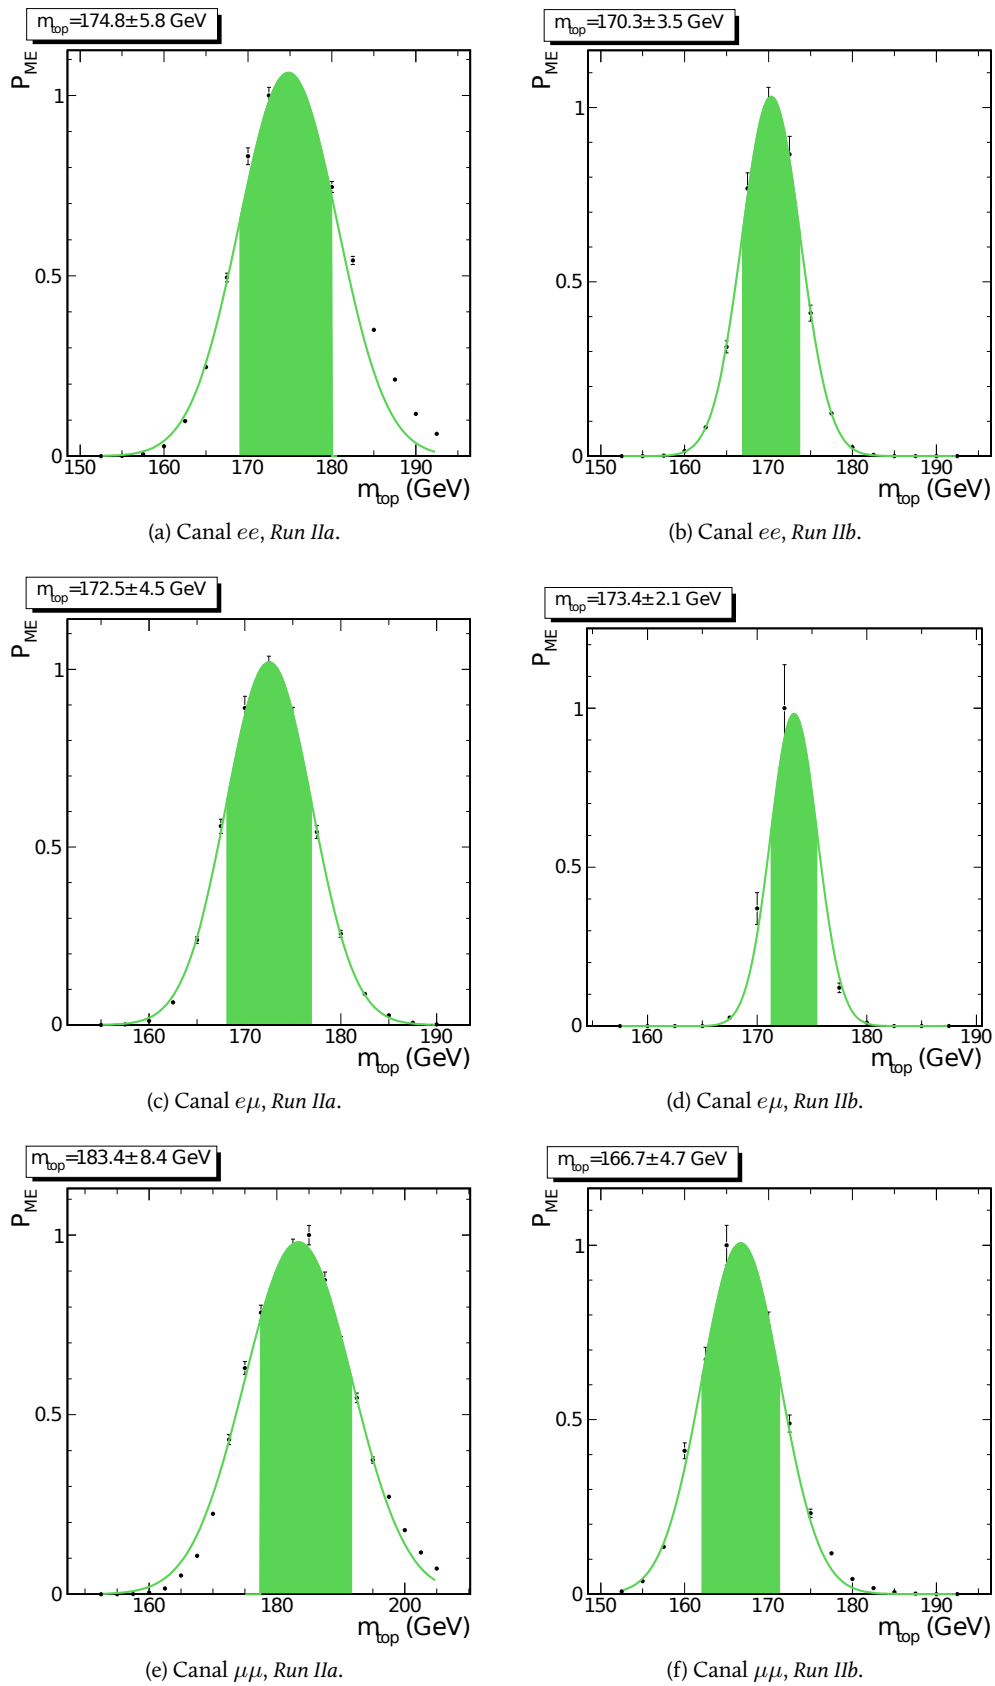 m_top=174.8±5.8 GeV
P_ME
1
0.5
0
150 160 170 180 190
m_top (GeV)
(a) Canal ee, Run IIa.
m_top=170.3±3.5 GeV
P_ME
1
0.5
0
150 160 170 180 190
m_top (GeV)
(b) Canal ee, Run IIb.
m_top=172.5±4.5 GeV
P_ME
1
0.5
0
160 170 180 190
m_top (GeV)
(c) Canal eμ, Run IIa.
m_top=173.4±2.1 GeV
P_ME
1
0.5
0
160 170 180 190
m_top (GeV)
(d) Canal eμ, Run IIb.
m_top=183.4±8.4 GeV
P_ME
1
0.5
0
160 180 200
m_top (GeV)
(e) Canal μμ, Run IIa.
m_top=166.7±4.7 GeV
P_ME
1
0.5
0
150 160 170 180 190
m_top (GeV)
(f) Canal μμ, Run IIb.